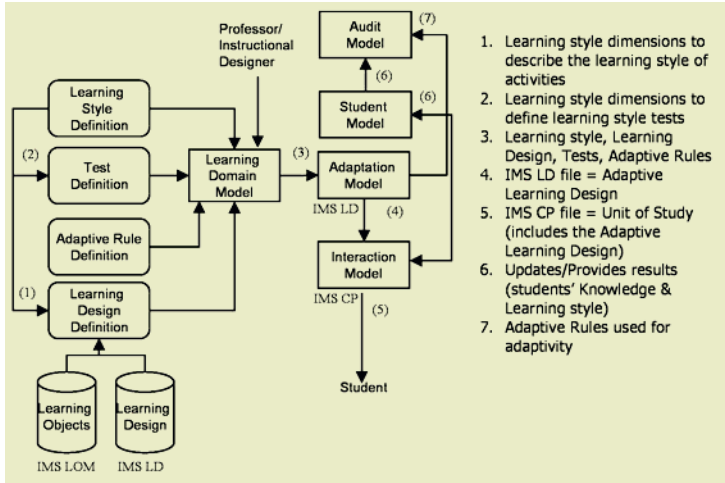 Professor/
Instructional
Designer
(7)
Audit
Model
(6)
Student
Model
(6)
Learning
Style
Definition
(2)
Test
Definition
Learning
Domain
Model
(3)
Adaptation
Model
IMS LD
(4)
Adaptive Rule
Definition
Interaction
Model
IMS CP
(5)
(1)
Learning
Design
Definition
Student
Learning
Objects
Learning
Design
IMS LOM
IMS LD
1. Learning style dimensions to
describe the learning style of
activities
2. Learning style dimensions to
define learning style tests
3. Learning style, Learning
Design, Tests, Adaptive Rules
4. IMS LD file = Adaptive
Learning Design
5. IMS CP file = Unit of Study
(includes the Adaptive
Learning Design)
6. Updates/Provides results
(students' Knowledge &
Learning style)
7. Adaptive Rules used for
adaptivity